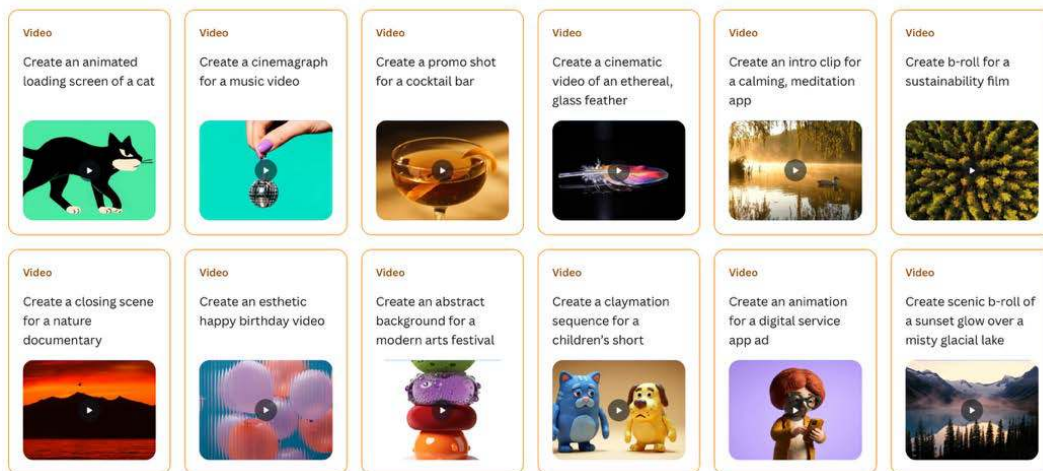 Video
Create an animated
loading screen of a cat
Video
Create a cinemagraph
for a music video
Video
Create a promo shot
for a cocktail bar
Video
Create a cinematic
video of an ethereal,
glass feather
Video
Create an intro clip for
a calming, meditation
app
Video
Create b-roll for a
sustainability film
Video
Create a closing scene
for a nature
documentary
Video
Create an esthetic
happy birthday video
Video
Create an abstract
background for a
modern arts festival
Video
Create a claymation
sequence for a
children's short
Video
Create an animation
for a digital service
app ad
Video
Create scenic b-roll of
a sunset glow over a
misty glacial lake